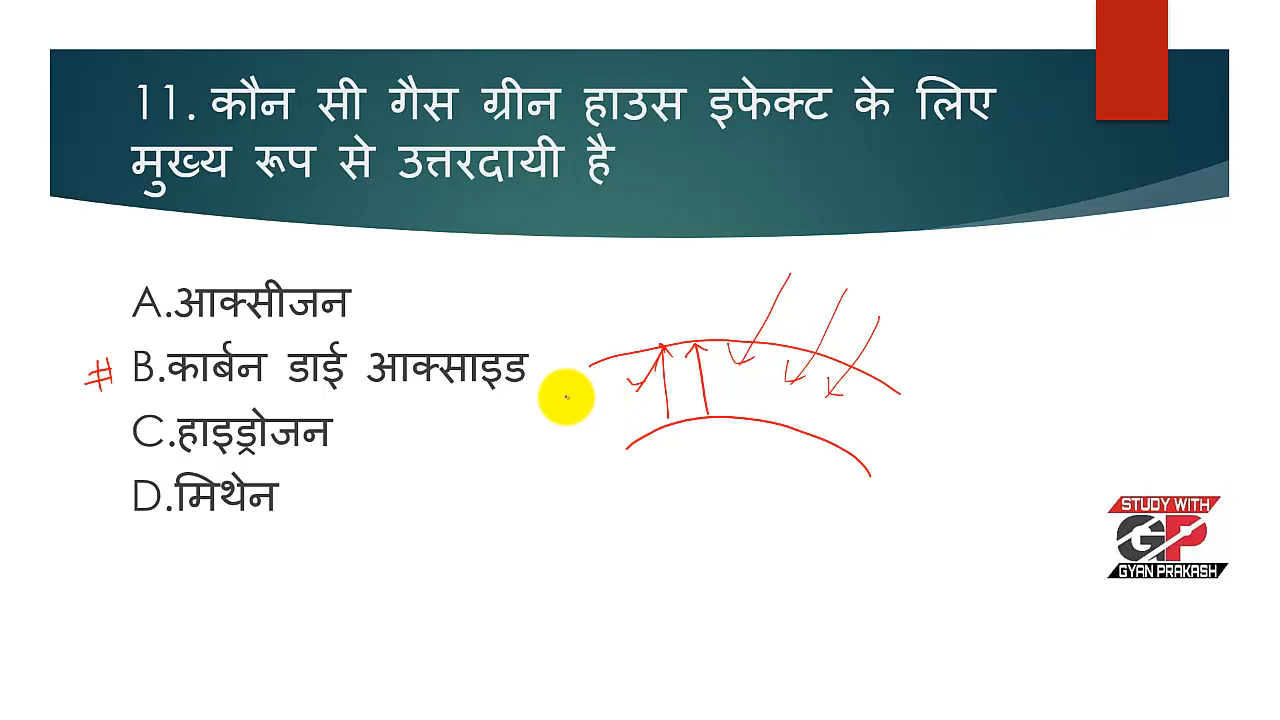 11. कौन सी गैस ग्रीन हाउस इफेक्ट के लिए
मुख्य रूप से उत्तरदायी है
A.आक्सीजन
# B.कार्बन डाई आक्साइड
C.हाइड्रोजन
D.मिथेन
STUDY WITH
GP
GYAN PRAKASH